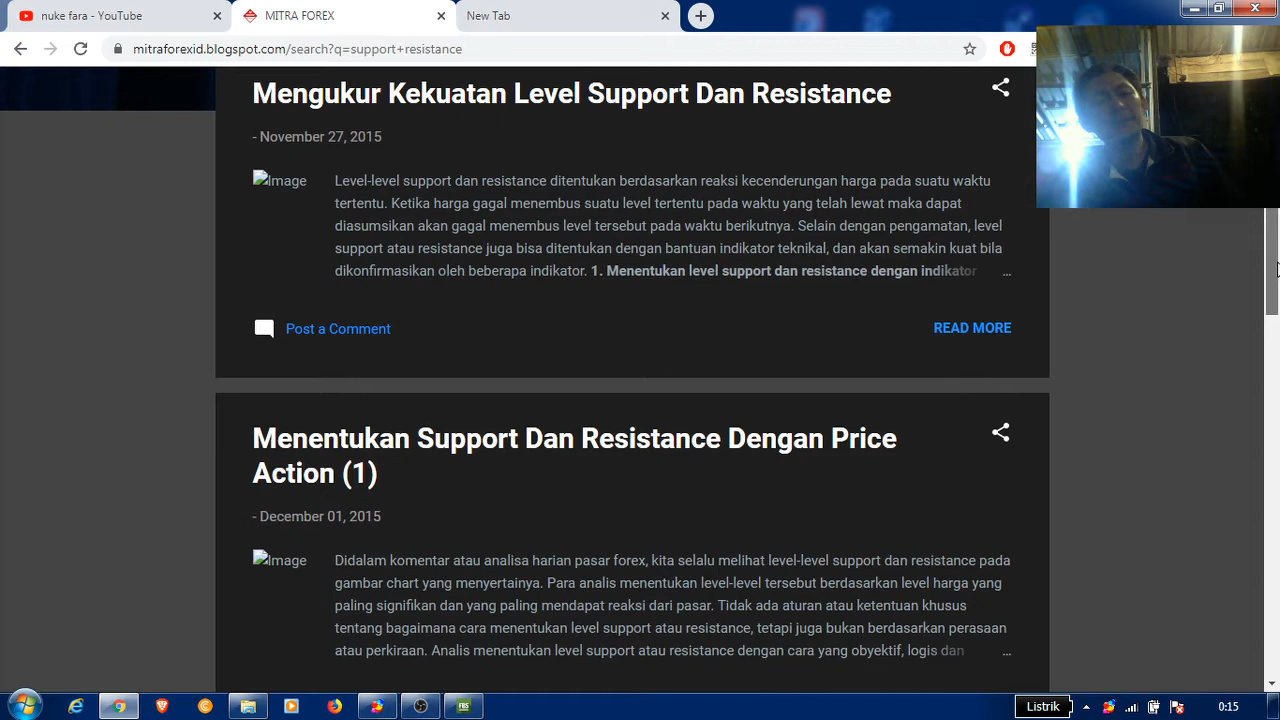 nuke fara - YouTube
MITRA FOREX
New Tab
mitraforexid.blogspot.com/search?q=support+resistance
Mengukur Kekuatan Level Support Dan Resistance
- November 27, 2015
Image
Level-level support dan resistance ditentukan berdasarkan reaksi kecenderungan harga pada suatu waktu
tertentu. Ketika harga gagal menembus suatu level tertentu pada waktu yang telah lewat maka dapat
diasumsikan akan gagal menembus level tersebut pada waktu berikutnya. Selain dengan pengamatan, level
support atau resistance juga bisa ditentukan dengan bantuan indikator teknikal, dan akan semakin kuat bila
dikonfirmasikan oleh beberapa indikator. 1. Menentukan level support dan resistance dengan indikator ...
Post a Comment
READ MORE
Menentukan Support Dan Resistance Dengan Price
Action (1)
- December 01, 2015
Image
Didalam komentar atau analisa harian pasar forex, kita selalu melihat level-level support dan resistance pada
gambar chart yang menyertainya. Para analis menentukan level-level tersebut berdasarkan level harga yang
paling signifikan dan yang paling mendapat reaksi dari pasar. Tidak ada aturan atau ketentuan khusus
tentang bagaimana cara menentukan level support atau resistance, tetapi juga bukan berdasarkan perasaan
atau perkiraan. Analis menentukan level support atau resistance dengan cara yang obyektif, logis dan ...
FBS
Listrik
0:15